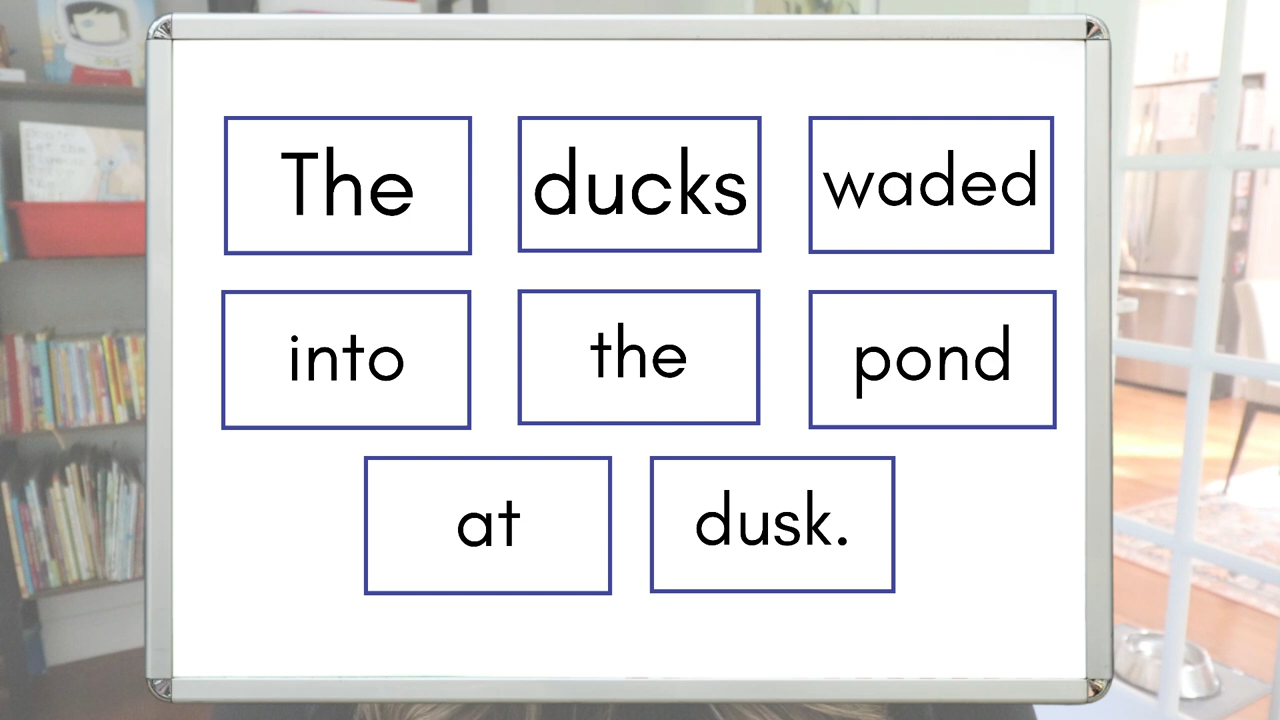 The ducks waded
into the pond
at dusk.